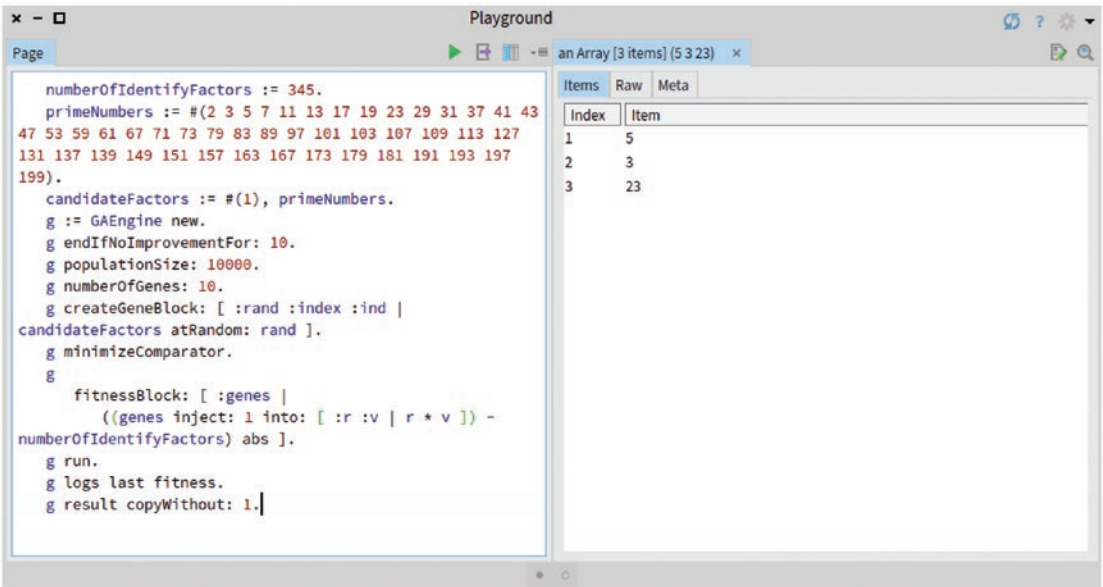 Playground
?
Page
an Array [3 items] (5 3 23) ×
numberOfIdentifyFactors := 345.
primeNumbers := #(2 3 5 7 11 13 17 19 23 29 31 37 41 43
47 53 59 61 67 71 73 79 83 89 97 101 103 107 109 113 127
131 137 139 149 151 157 163 167 173 179 181 191 193 197
199).
candidateFactors := #(1), primeNumbers.
g := GAEngine new.
g endIfNoImprovementFor: 10.
g populationSize: 10000.
g numberOfGenes: 10.
g createGeneBlock: [ :rand :index :ind |
candidateFactors atRandom: rand ].
g minimizeComparator.
g
fitnessBlock: [ :genes |
((genes inject: 1 into: [ :r :v | r * v ]) -
numberOfIdentifyFactors) abs ].
g run.
g logs last fitness.
g result copyWithout: 1.
Items Raw Meta
Index Item
1 5
2 3
3 23